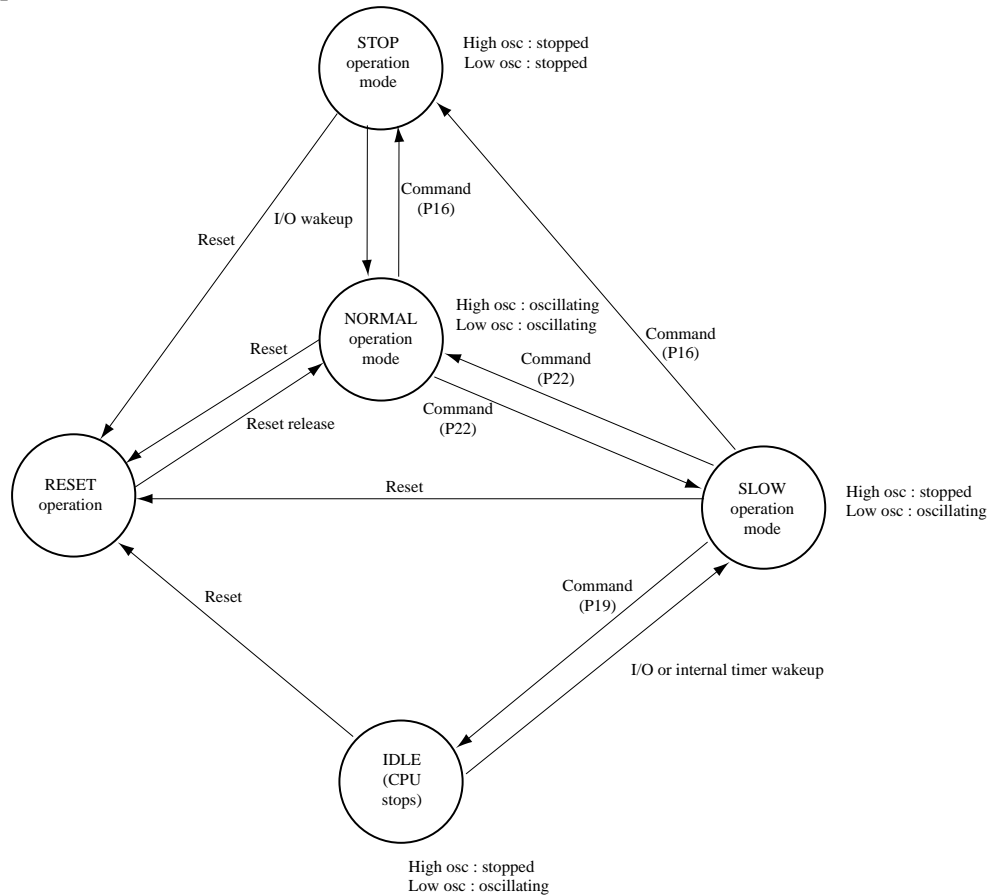 STOP
operation
mode
High osc : stopped
Low osc : stopped
Command
(P16)
I/O wakeup
Reset
NORMAL
operation
mode
High osc : oscillating
Low osc : oscillating
Command
(P16)
Reset
Command
(P22)
Command
(P22)
Reset release
RESET
operation
Reset
SLOW
operation
mode
High osc : stopped
Low osc : oscillating
Command
(P19)
Reset
I/O or internal timer wakeup
IDLE
(CPU
stops)
High osc : stopped
Low osc : oscillating